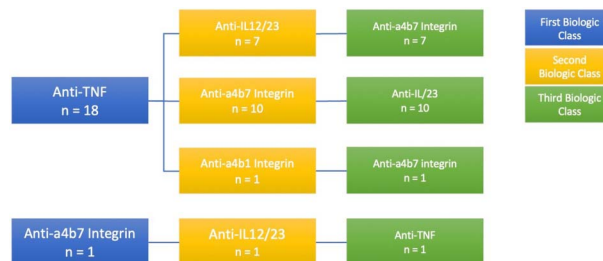 Anti-IL12/23
n = 7
Anti-a4b7 Integrin
n = 7
First Biologic
Class
Anti-TNF
n = 18
Anti-a4b7 Integrin
n = 10
Anti-IL/23
n = 10
Second
Biologic Class
Third Biologic
Class
Anti-a4b1 Integrin
n = 1
Anti-a4b7 integrin
n = 1
Anti-a4b7 Integrin
n = 1
Anti-IL12/23
n = 1
Anti-TNF
n = 1